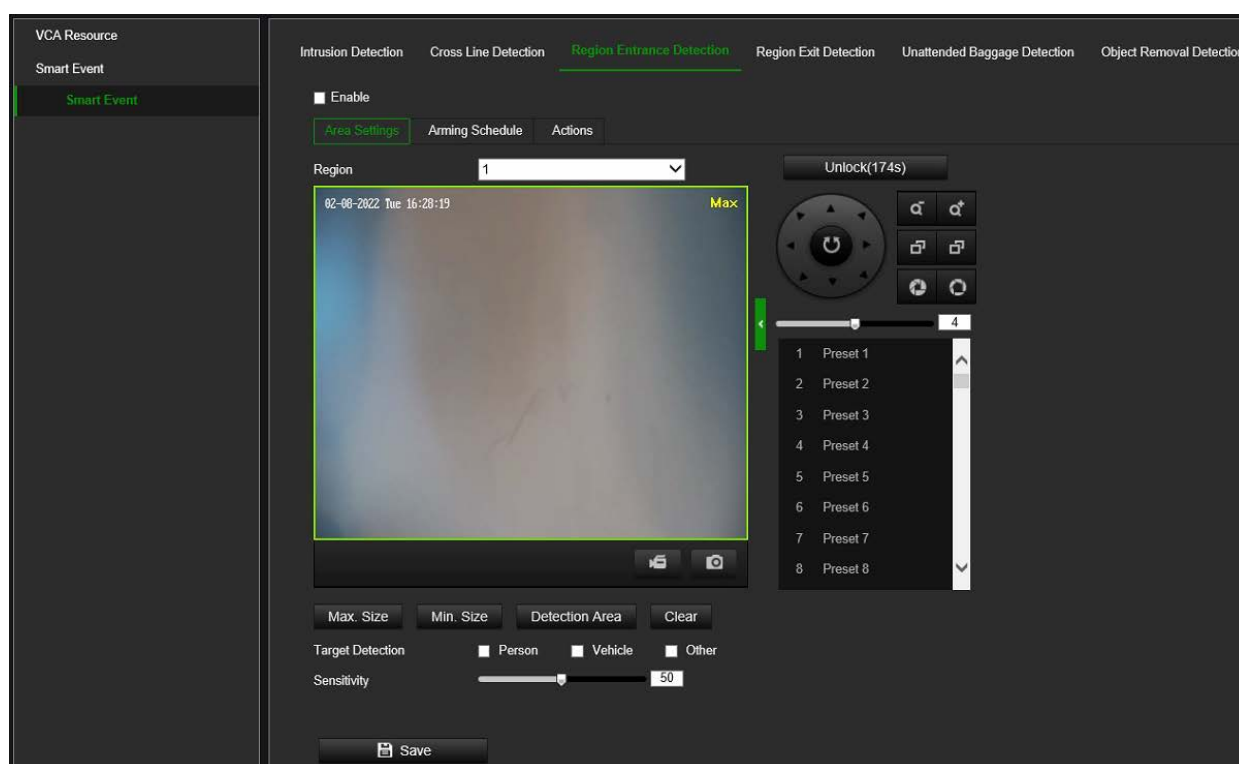 VCA Resource
Smart Event
Smart Event
Intrusion Detection Cross Line Detection Region Entrance Detection Region Exit Detection Unattended Baggage Detection Object Removal Detection
Enable
Area Settings Arming Schedule Actions
Region 1 Unlock(174s)
02-08-2022 Tue 16:28:19 Max
4
1 Preset 1
2 Preset 2
3 Preset 3
4 Preset 4
5 Preset 5
6 Preset 6
7 Preset 7
8 Preset 8
Max. Size Min. Size Detection Area Clear
Target Detection Person Vehicle Other
Sensitivity 50
Save